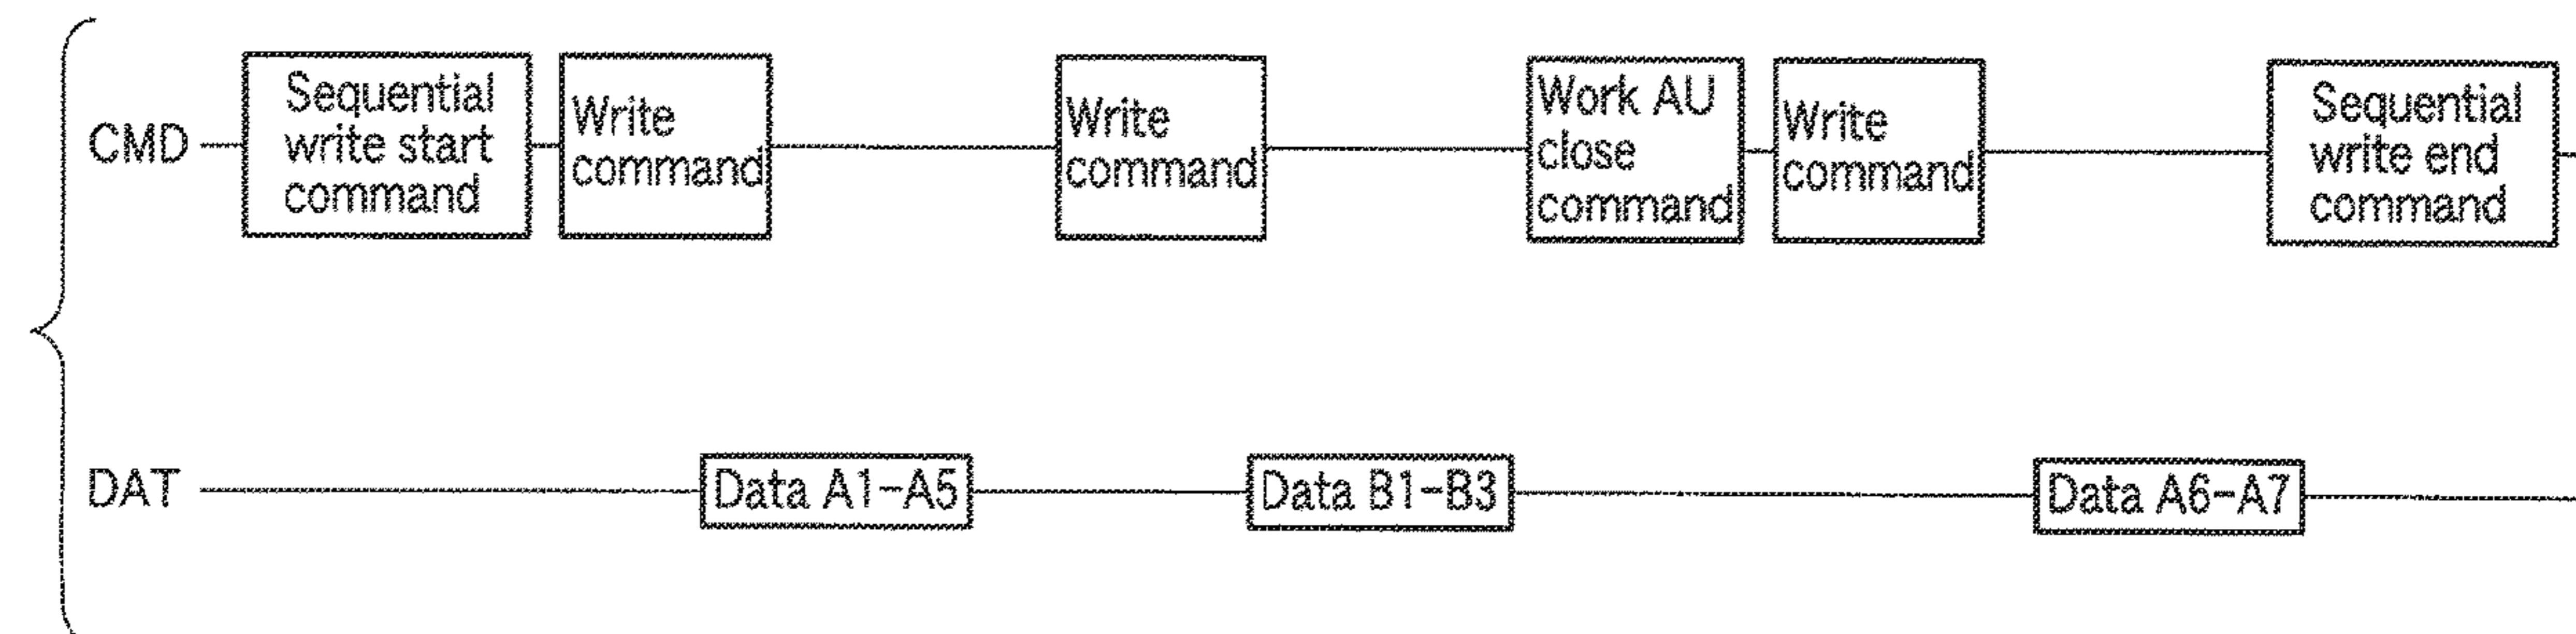 CMD
Sequential
write start
command
Write
command
Write
command
Work AU
close
command
Write
command
Sequential
write end
command
DAT
Data A1-A5
Data B1-B3
Data A6-A7